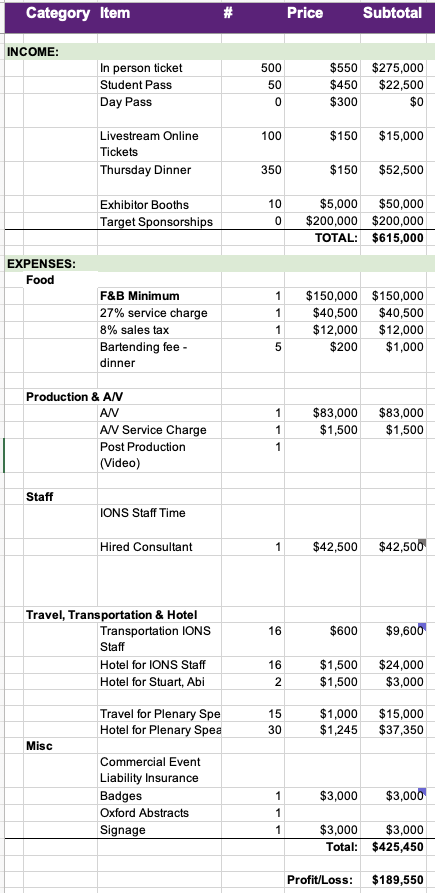 Category Item # Price Subtotal
INCOME:
In person ticket 500 $550 $275,000
Student Pass 50 $450 $22,500
Day Pass 0 $300 $0
Livestream Online 100 $150 $15,000
Tickets
Thursday Dinner 350 $150 $52,500
Exhibitor Booths 10 $5,000 $50,000
Target Sponsorships 0 $200,000 $200,000
TOTAL: $615,000
EXPENSES:
Food
F&B Minimum 1 $150,000 $150,000
27% service charge 1 $40,500 $40,500
8% sales tax 1 $12,000 $12,000
Bartending fee - 5 $200 $1,000
dinner
Production & A/V
A/V 1 $83,000 $83,000
A/V Service Charge 1 $1,500 $1,500
Post Production 1
(Video)
Staff
IONS Staff Time
Hired Consultant 1 $42,500 $42,500
Travel, Transportation & Hotel
Transportation IONS 16 $600 $9,600
Staff
Hotel for IONS Staff 16 $1,500 $24,000
Hotel for Stuart, Abi 2 $1,500 $3,000
Travel for Plenary Spe 15 $1,000 $15,000
Hotel for Plenary Spea 30 $1,245 $37,350
Misc
Commercial Event
Liability Insurance
Badges 1 $3,000 $3,000
Oxford Abstracts 1
Signage 1 $3,000 $3,000
Total: $425,450
Profit/Loss: $189,550